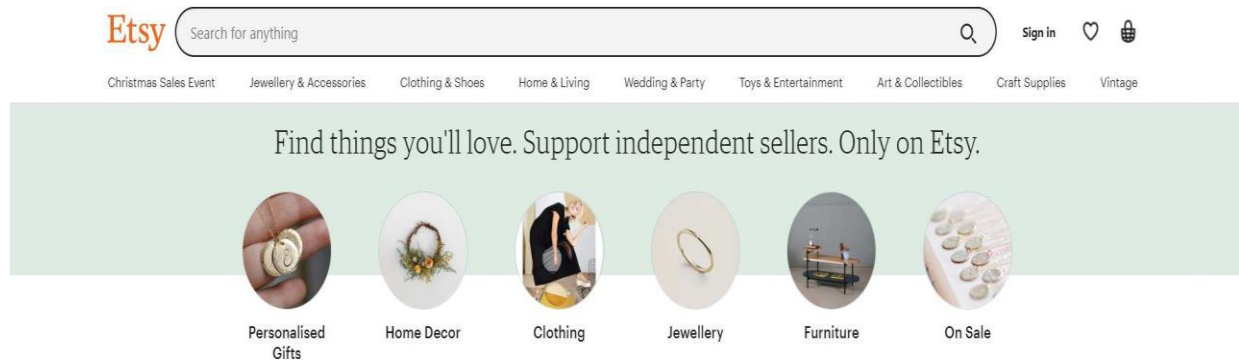 Etsy
Search for anything
Sign in
Christmas Sales Event Jewellery & Accessories Clothing & Shoes Home & Living Wedding & Party Toys & Entertainment Art & Collectibles Craft Supplies Vintage
Find things you'll love. Support independent sellers. Only on Etsy.
Personalised
Gifts
Home Decor
Clothing
Jewellery
Furniture
On Sale